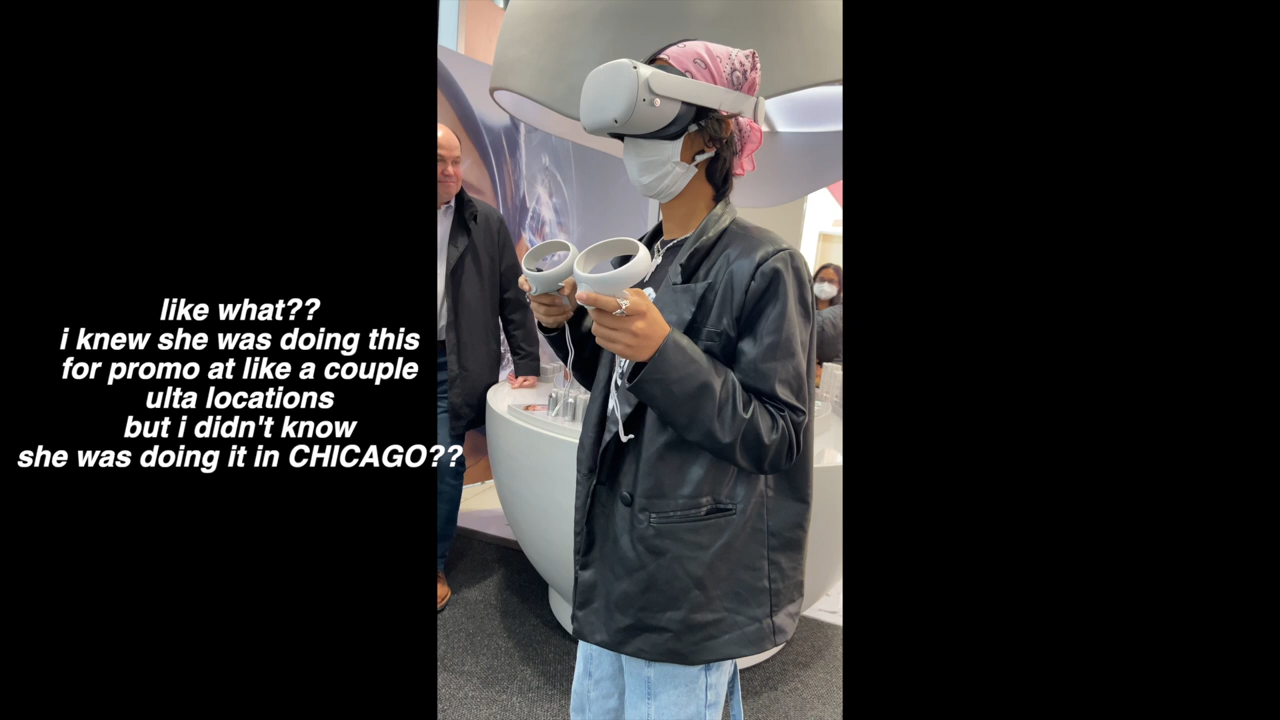 like what??
i knew she was doing this
for promo at like a couple
ulta locations
but i didn't know
she was doing it in CHICAGO??